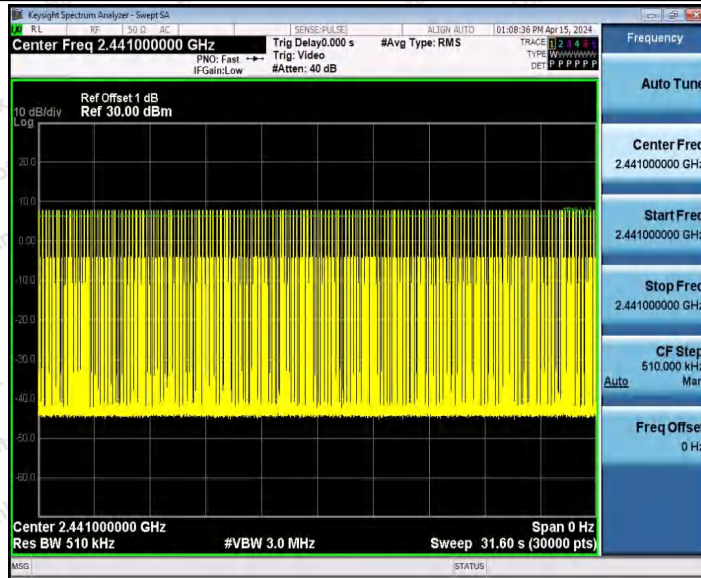 Keysight Spectrum Analyzer - Swept SA
RL RF 50 Ω AC SENSE:PULSE ALIGN AUTO 01:08:36 PM Apr 15, 2024
Center Freq 2.441000000 GHz
PNO: Fast
IFGain:Low
Trig Delay0.000 s
Trig: Video
#Atten: 40 dB
#Avg Type: RMS
TRACE 1 2 3 4 5 6
TYPE W
DET P P P P P P
Ref Offset 1 dB
10 dB/div Ref 30.00 dBm
Log
20.0
10.0
0.00
-10.0
-20.0
-30.0
-40.0
-50.0
-60.0
Center 2.441000000 GHz Span 0 Hz
Res BW 510 kHz #VBW 3.0 MHz Sweep 31.60 s (30000 pts)
MSG STATUS
Frequency
Auto Tune
Center Freq
2.441000000 GHz
Start Freq
2.441000000 GHz
Stop Freq
2.441000000 GHz
CF Step
510.000 kHz
Auto Man
Freq Offset
0 Hz